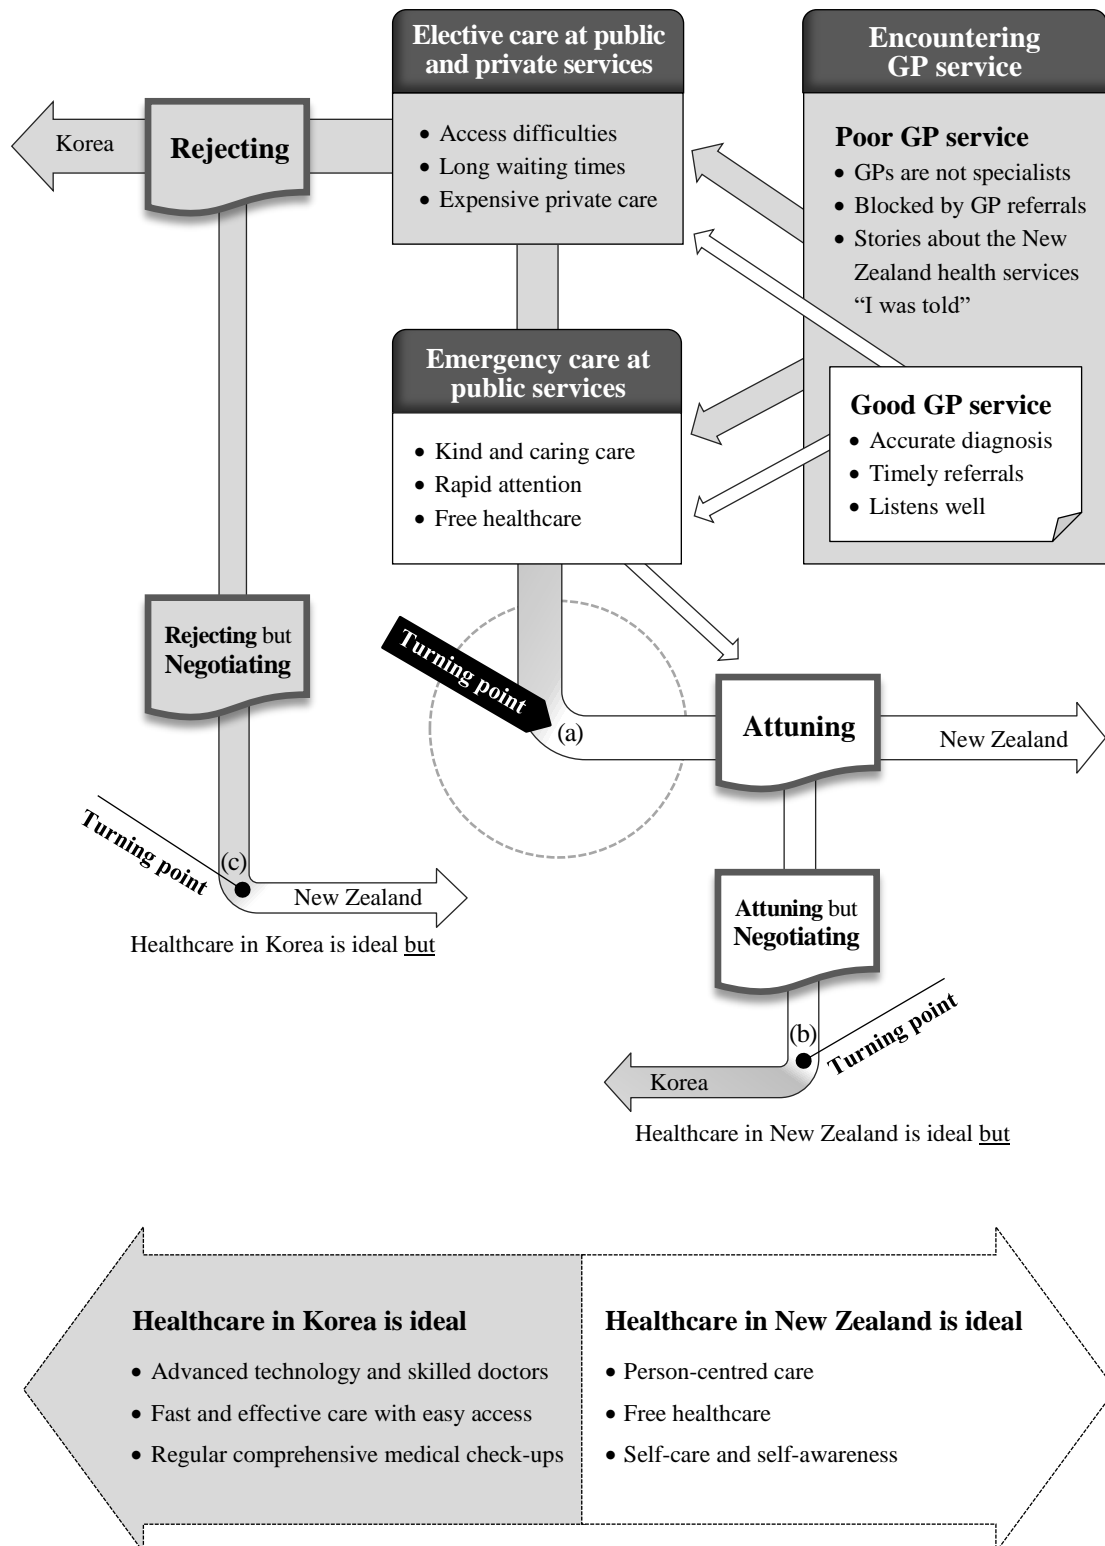 Elective care at public
and private services
• Access difficulties
• Long waiting times
• Expensive private care
Encountering
GP service
Poor GP service
• GPs are not specialists
• Blocked by GP referrals
• Stories about the New
Zealand health services
“I was told”
Good GP service
• Accurate diagnosis
• Timely referrals
• Listens well
Korea
Rejecting
Emergency care at
public services
• Kind and caring care
• Rapid attention
• Free healthcare
Rejecting but
Negotiating
Turning point
(a)
Attuning
New Zealand
Turning point
(c)
New Zealand
Healthcare in Korea is ideal but
Attuning but
Negotiating
(b)
Turning point
Korea
Healthcare in New Zealand is ideal but
Healthcare in Korea is ideal
• Advanced technology and skilled doctors
• Fast and effective care with easy access
• Regular comprehensive medical check-ups
Healthcare in New Zealand is ideal
• Person-centred care
• Free healthcare
• Self-care and self-awareness